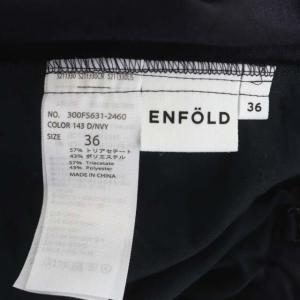 NO. 300FS631-2460
COLOR 143 D/NVY
SIZE 36
57% トリアセテート
43% ポリエステル
57% Triacetate
43% Polyester
MADE IN CHINA
ENFÖLD
36